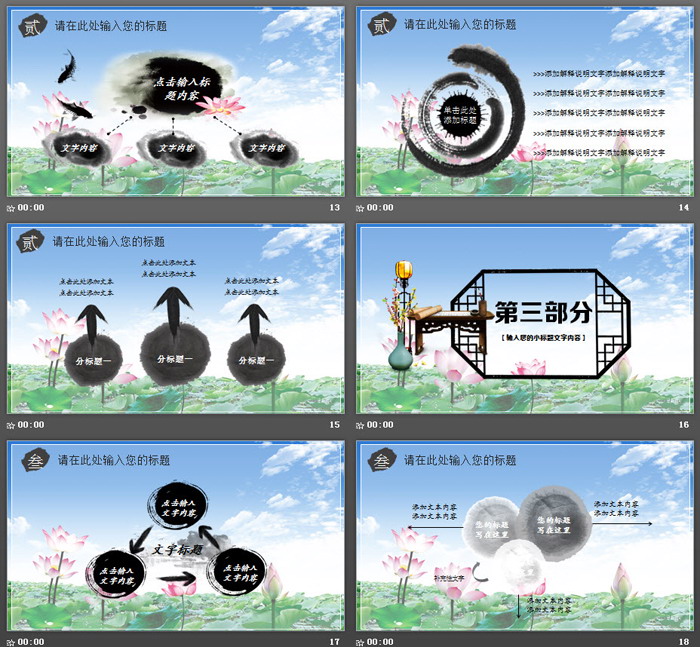 贰
请在此处输入您的标题
点击输入标
题内容
文字内容
文字内容
文字内容
00:00
13
贰
请在此处输入您的标题
单击此处
添加标题
>>>添加解释说明文字添加解释说明文字
>>>添加解释说明文字添加解释说明文字
>>>添加解释说明文字添加解释说明文字
>>>添加解释说明文字添加解释说明文字
>>>添加解释说明文字添加解释说明文字
00:00
14
贰
请在此处输入您的标题
点击此处添加文本
点击此处添加文本
点击此处添加文本
点击此处添加文本
点击此处添加文本
点击此处添加文本
分标题一
分标题一
分标题一
00:00
15
第三部分
【 输入您的小标题文字内容 】
00:00
16
叁
请在此处输入您的标题
点击输入
文字内容
文字标题
点击输入
文字内容
点击输入
文字内容
00:00
17
叁
请在此处输入您的标题
添加文本内容
添加文本内容
您的标题
写在这里
您的标题
写在这里
添加文本内容
添加文本内容
补充性文字
添加文本内容
添加文本内容
00:00
18